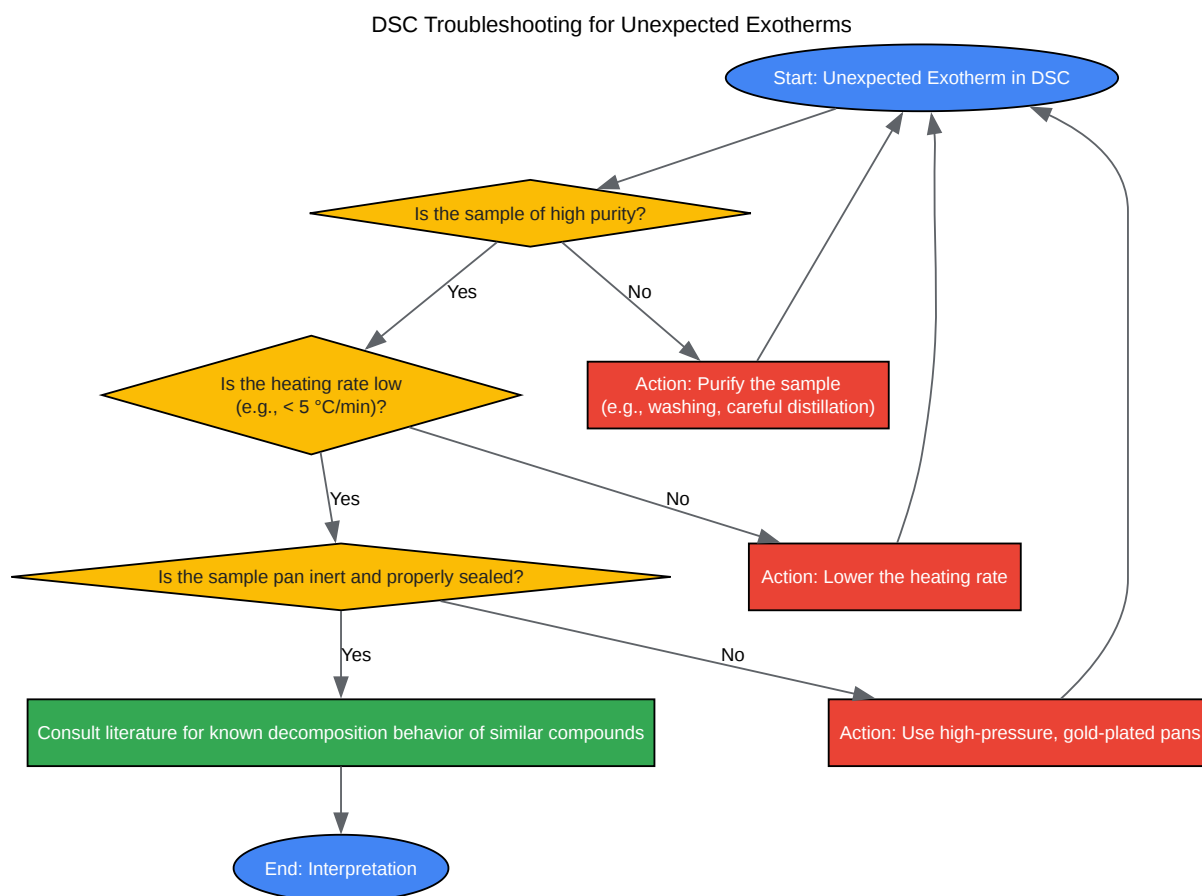 DSC Troubleshooting for Unexpected Exotherms
Start: Unexpected Exotherm in DSC
Is the sample of high purity?
Yes
No
Is the heating rate low
(e.g., < 5 °C/min)?
Action: Purify the sample
(e.g., washing, careful distillation)
Yes
No
Is the sample pan inert and properly sealed?
Action: Lower the heating rate
Yes
No
Consult literature for known decomposition behavior of similar compounds
Action: Use high-pressure, gold-plated pans
End: Interpretation